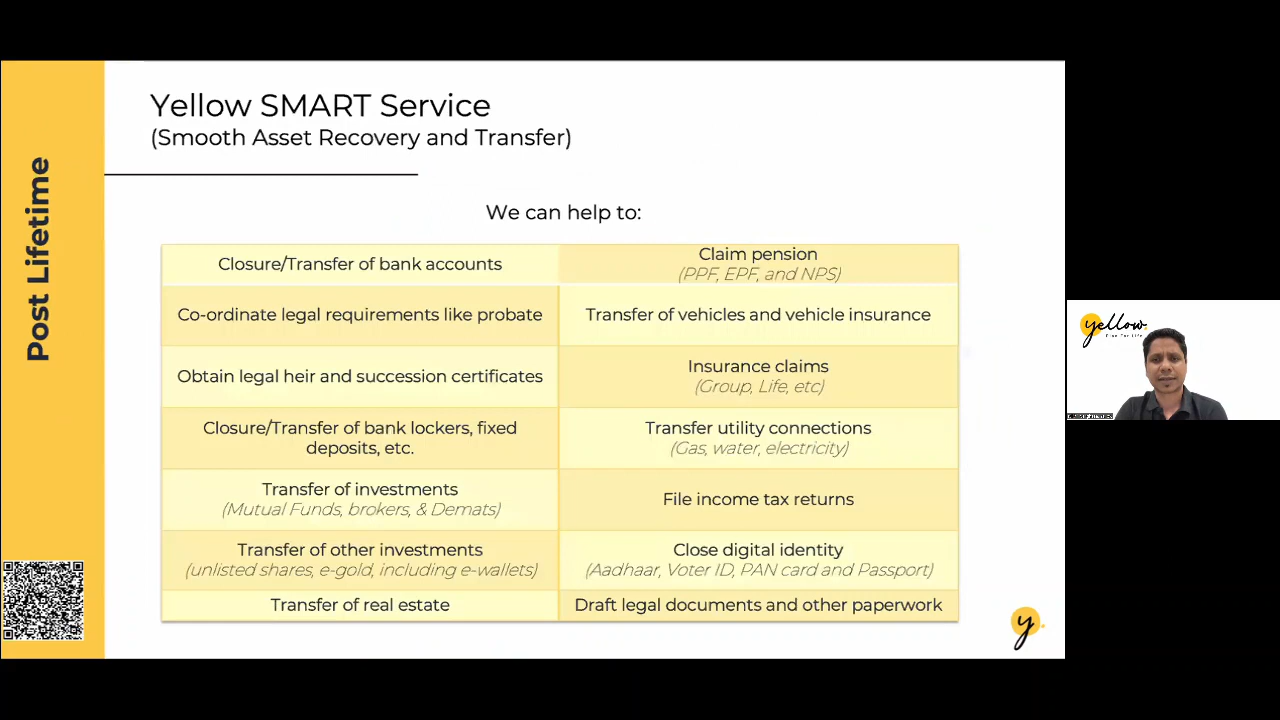 Yellow SMART Service
(Smooth Asset Recovery and Transfer)
Post Lifetime
We can help to:
Closure/Transfer of bank accounts
Claim pension
(PPF, EPF, and NPS)
Co-ordinate legal requirements like probate
Transfer of vehicles and vehicle insurance
Obtain legal heir and succession certificates
Insurance claims
(Group, Life, etc)
Closure/Transfer of bank lockers, fixed
deposits, etc.
Transfer utility connections
(Gas, water, electricity)
Transfer of investments
(Mutual Funds, brokers, & Demats)
File income tax returns
Transfer of other investments
(unlisted shares, e-gold, including e-wallets)
Close digital identity
(Aadhaar, Voter ID, PAN card and Passport)
Transfer of real estate
Draft legal documents and other paperwork
y
yellow